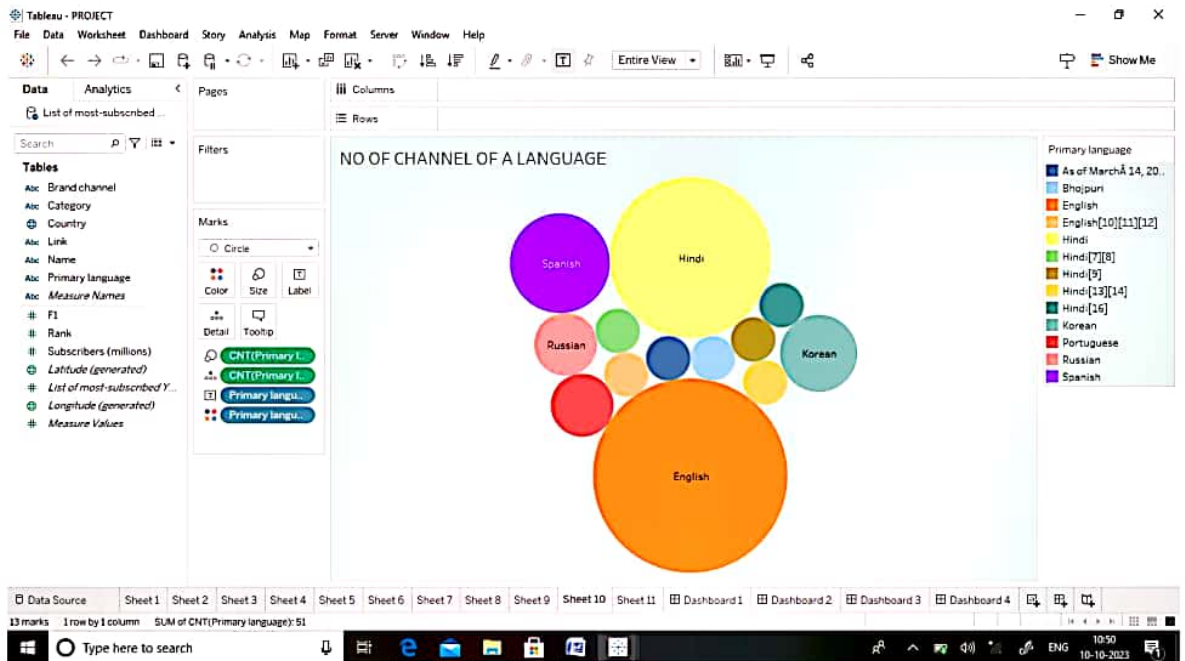 Tableau - PROJECT
File Data Worksheet Dashboard Story Analysis Map Format Server Window Help
Entire View
Show Me
Data Analytics
Pages
Columns
List of most-subscribed ...
Rows
Search
Filters
Tables
Abc Brand channel
Abc Category
Country
Abc Link
Abc Name
Abc Primary language
Abc Measure Names
# F1
# Rank
# Subscribers (millions)
Latitude (generated)
# List of most-subscribed Y...
Longitude (generated)
# Measure Values
Marks
Circle
Color Size Label
Detail Tooltip
CNT(Primary l..
CNT(Primary l..
Primary langu..
Primary langu..
NO OF CHANNEL OF A LANGUAGE
Spanish
Hindi
Russian
Korean
English
Primary language
As of MarchÂ 14, 20..
Bhojpuri
English
English[10][11][12]
Hindi
Hindi[7][8]
Hindi[9]
Hindi[13][14]
Hindi[16]
Korean
Portuguese
Russian
Spanish
Data Source Sheet 1 Sheet 2 Sheet 3 Sheet 4 Sheet 5 Sheet 6 Sheet 7 Sheet 8 Sheet 9 Sheet 10 Sheet 11 Dashboard 1 Dashboard 2 Dashboard 3 Dashboard 4
13 marks 1 row by 1 column SUM of CNT(Primary language): 51
Type here to search
ENG
10:50
10-10-2023